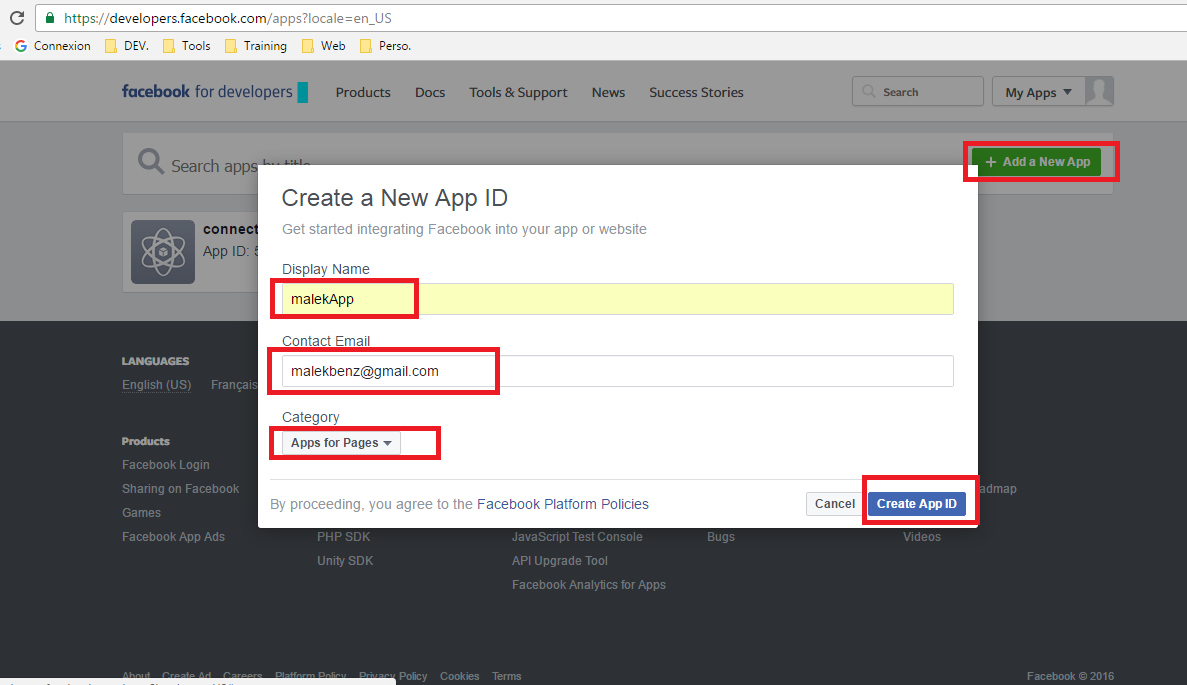 https://developers.facebook.com/apps?locale=en_US
Connexion DEV. Tools Training Web Perso.
facebook for developers Products Docs Tools & Support News Success Stories Search My Apps
Search apps by title
+ Add a New App
connect
App ID:
Create a New App ID
Get started integrating Facebook into your app or website
Display Name
malekApp
Contact Email
malekbenz@gmail.com
Category
Apps for Pages
By proceeding, you agree to the Facebook Platform Policies Cancel Create App ID
LANGUAGES
English (US) Français
Products
Facebook Login
Sharing on Facebook
Games
Facebook App Ads
PHP SDK
Unity SDK
JavaScript Test Console
API Upgrade Tool
Facebook Analytics for Apps
Bugs
admap
Videos
About Create Ad Careers Platform Policy Privacy Policy Cookies Terms Facebook © 2016